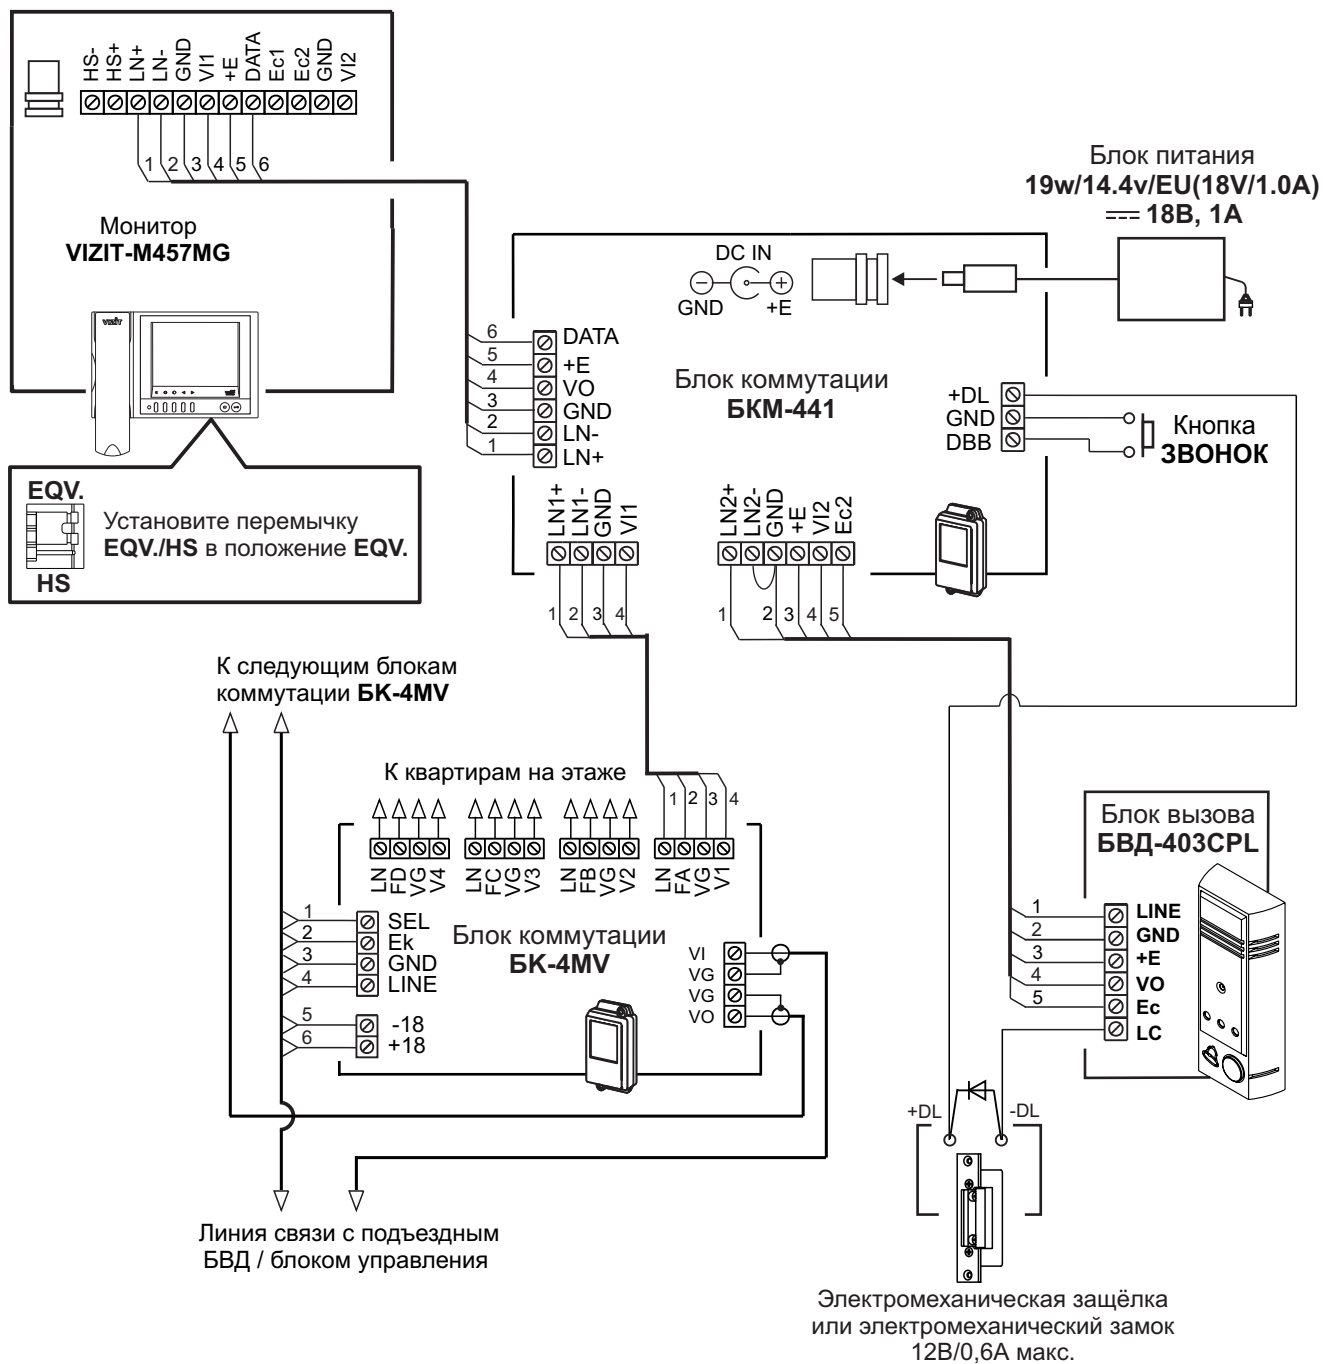 HS-
HS+
LN+
LN-
GND
VI1
+E
DATA
Ec1
Ec2
GND
VI2
1 2 3 4 5 6
Монитор
VIZIT-M457MG
VIZIT
EQV.
HS
Установите перемычку
EQV./HS в положение EQV.
Блок питания
19w/14.4v/EU(18V/1.0A)
18В, 1А
DC IN
GND +E
6 DATA
5 +E
4 VO
3 GND
2 LN-
1 LN+
Блок коммутации
БКМ-441
+DL
GND
DBB
Кнопка
ЗВОНОК
LN1+
LN1-
GND
VI1
1 2 3 4
LN2+
LN2-
GND
+E
VI2
Ec2
1 2 3 4 5
К следующим блокам
коммутации БК-4MV
К квартирам на этаже
1 2 3 4
LN
FD
VG
V4
LN
FC
VG
V3
LN
FB
VG
V2
LN
FA
VG
V1
1 SEL
2 Ek
3 GND
4 LINE
5 -18
6 +18
Блок коммутации
БК-4MV
VI
VG
VG
VO
Блок вызова
БВД-403CPL
1 LINE
2 GND
3 +E
4 VO
5 Ec
LC
+DL -DL
Линия связи с подъездным
БВД / блоком управления
Электромеханическая защёлка
или электромеханический замок
12В/0,6А макс.